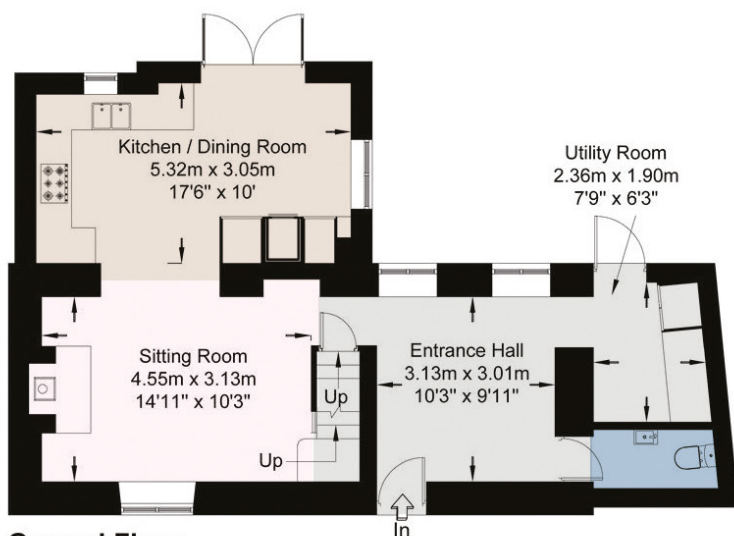 Kitchen / Dining Room
5.32m x 3.05m
17'6" x 10'
Utility Room
2.36m x 1.90m
7'9" x 6'3"
Sitting Room
4.55m x 3.13m
14'11" x 10'3"
Entrance Hall
3.13m x 3.01m
10'3" x 9'11"
Up
Up
In